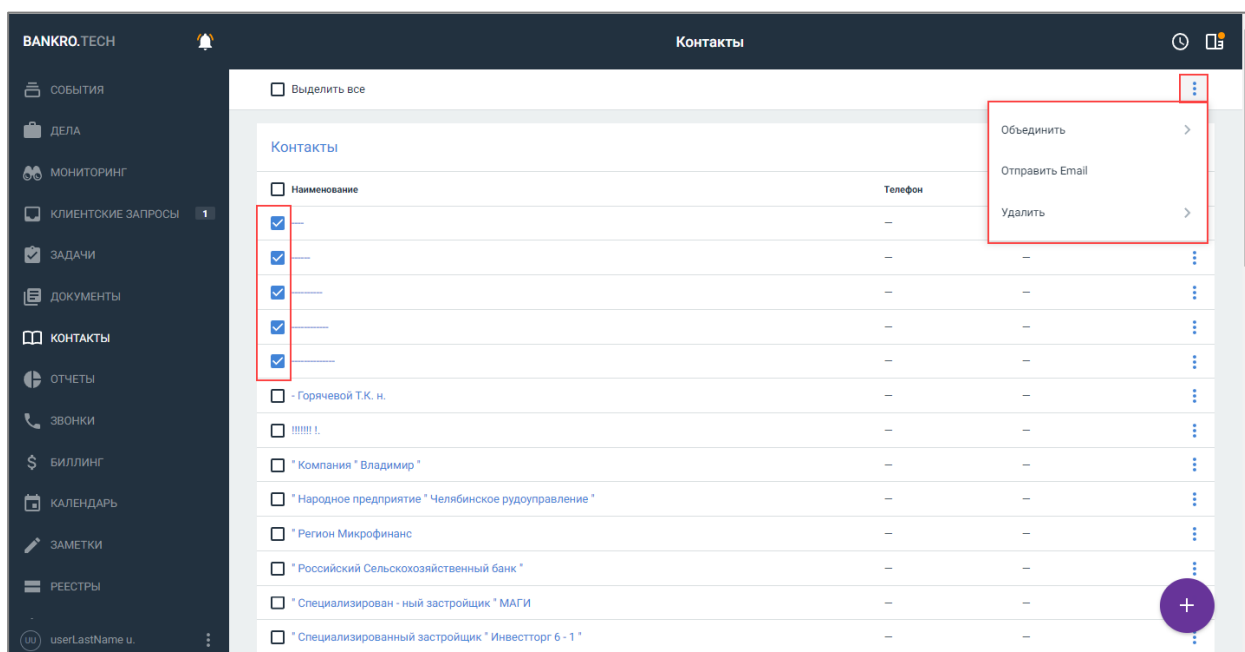 BANKRO.TECH
Контакты
СОБЫТИЯ
ДЕЛА
МОНИТОРИНГ
КЛИЕНТСКИЕ ЗАПРОСЫ 1
ЗАДАЧИ
ДОКУМЕНТЫ
КОНТАКТЫ
ОТЧЕТЫ
ЗВОНКИ
БИЛЛИНГ
КАЛЕНДАРЬ
ЗАМЕТКИ
РЕЕСТРЫ
UU userLastName u.
Выделить все
Объединить
Отправить Email
Удалить
Контакты
Наименование Телефон
---- –
------ – –
---------- – –
------------ – –
-------------- – –
- Горячевой Т.К. н. – –
!!!!!!! !. – –
" Компания " Владимир " – –
" Народное предприятие " Челябинское рудоуправление " – –
" Регион Микрофинанс – –
" Российский Сельскохозяйственный банк " – –
" Специализирован - ный застройщик " МАГИ – –
" Специализированный застройщик " Инвестторг 6 - 1 " – –